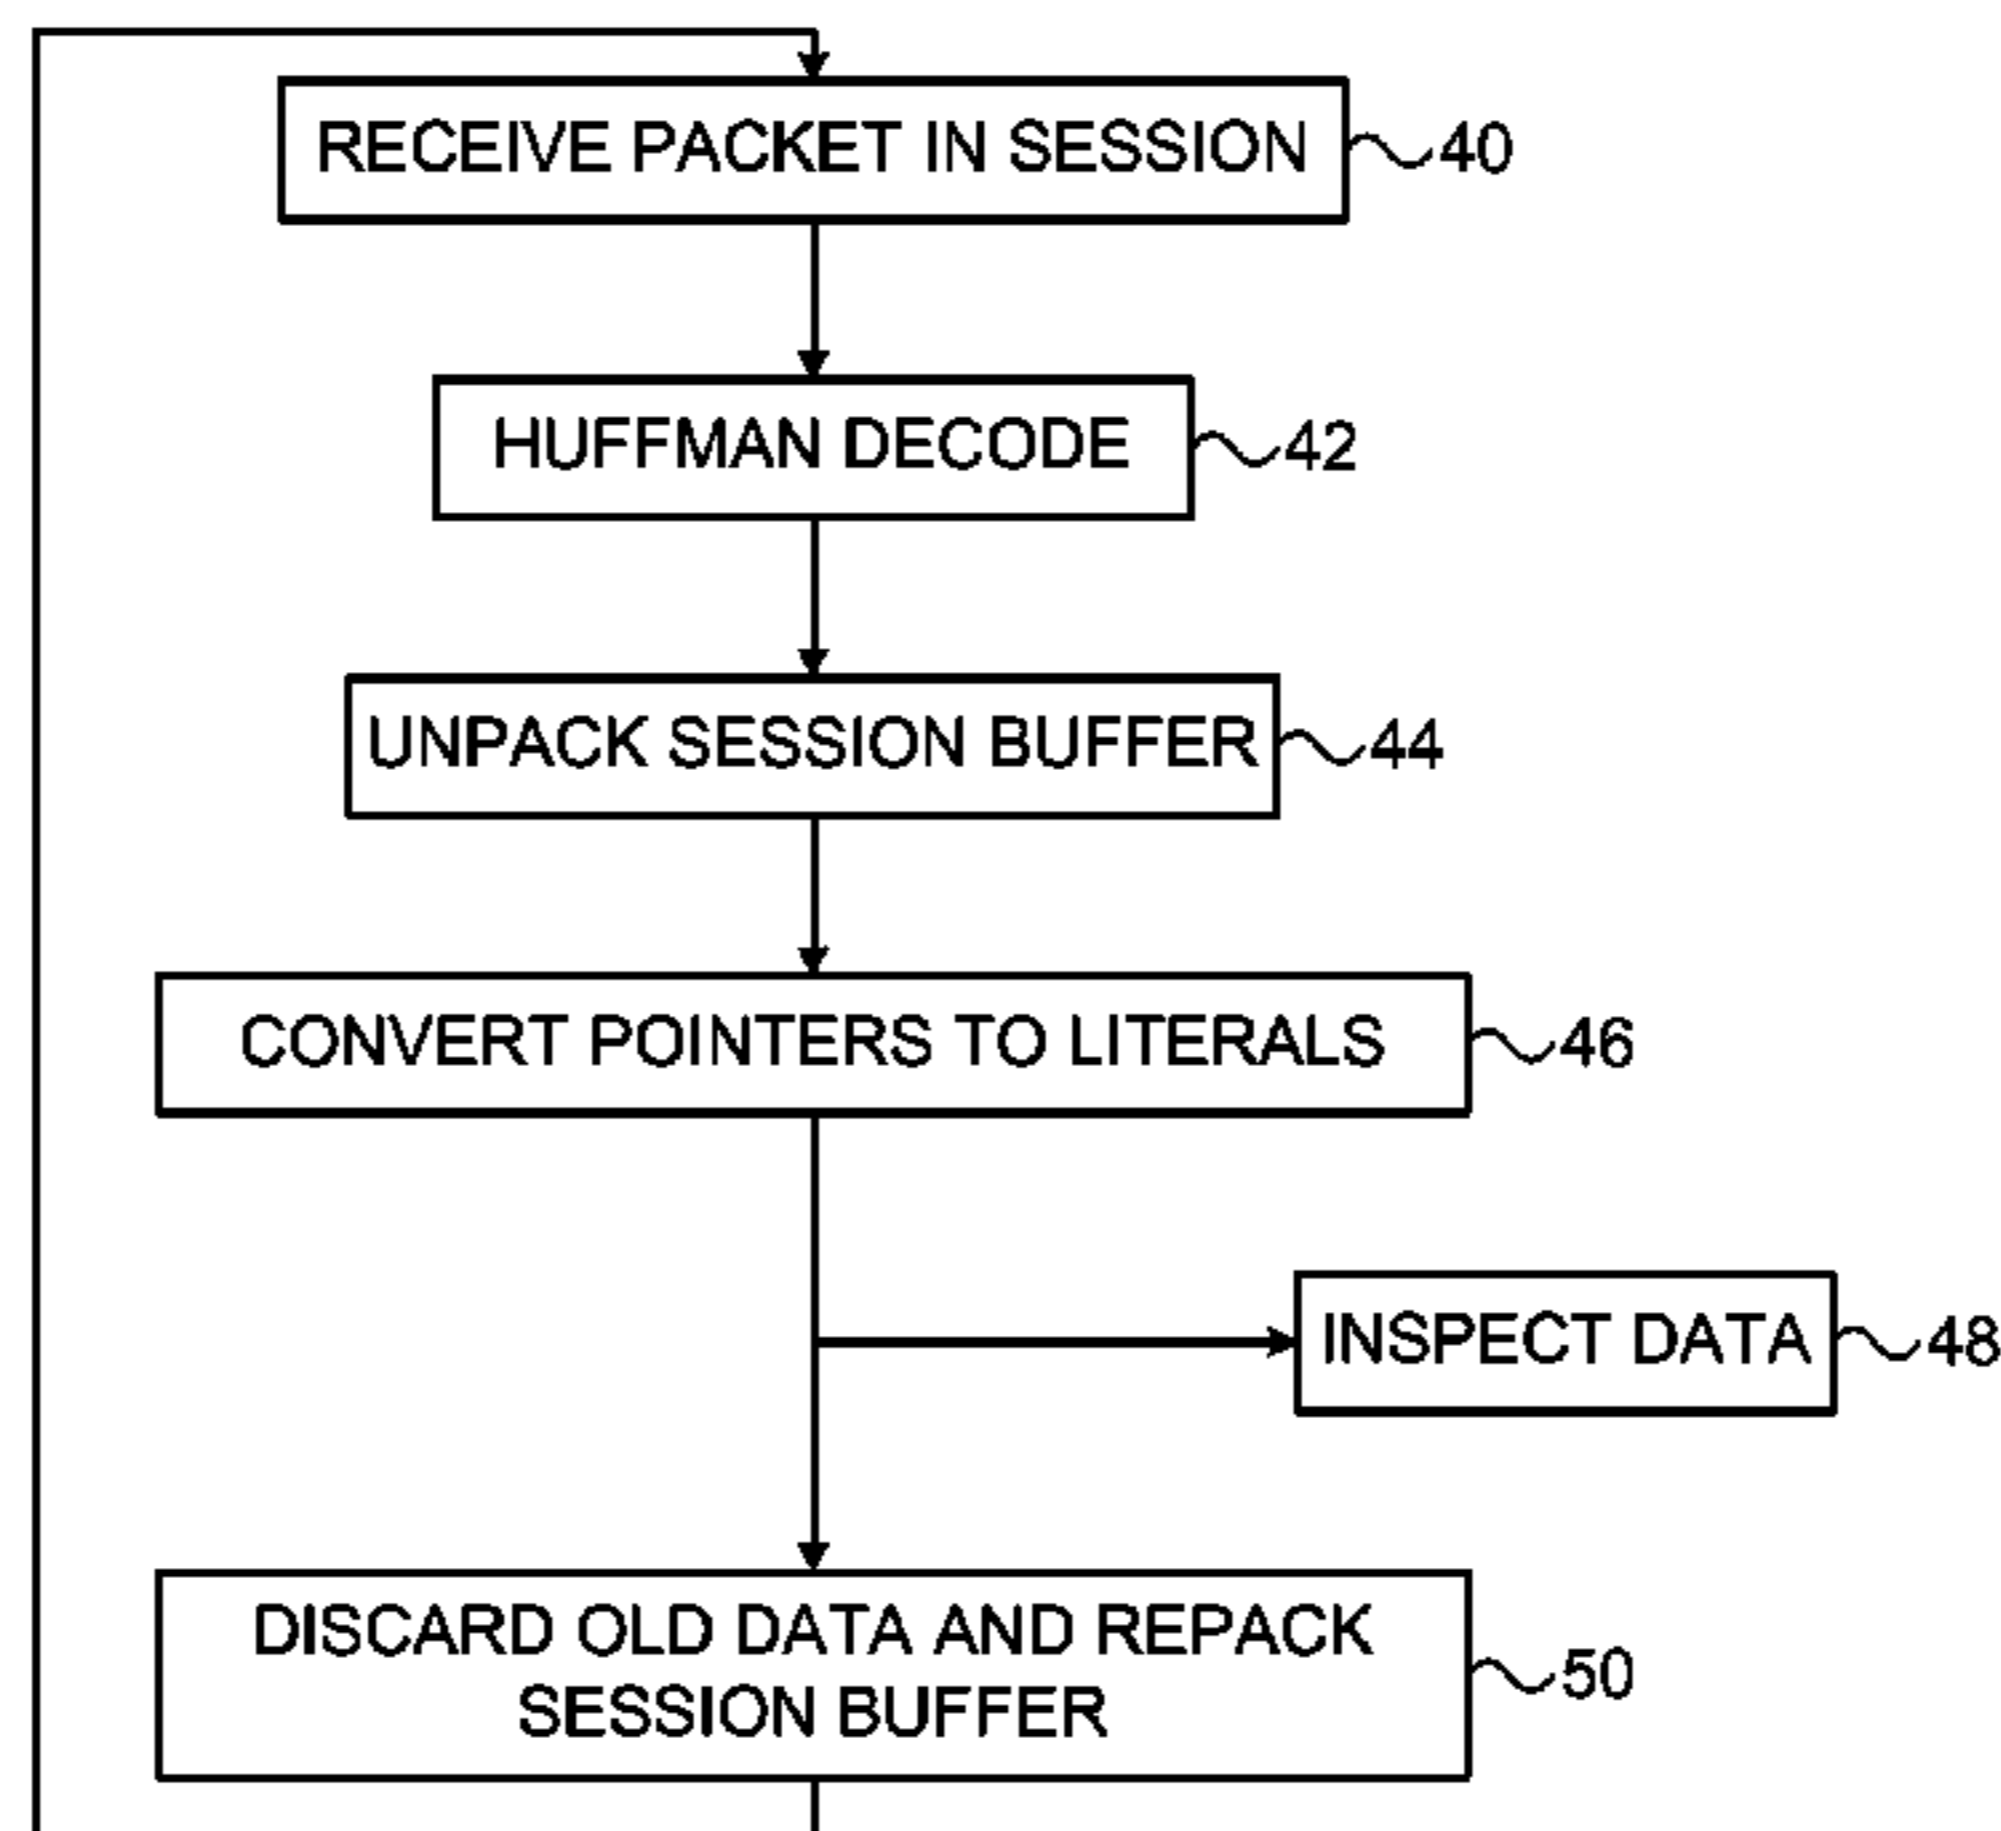 RECEIVE PACKET IN SESSION
40
HUFFMAN DECODE
42
UNPACK SESSION BUFFER
44
CONVERT POINTERS TO LITERALS
46
INSPECT DATA
48
DISCARD OLD DATA AND REPACK
SESSION BUFFER
50